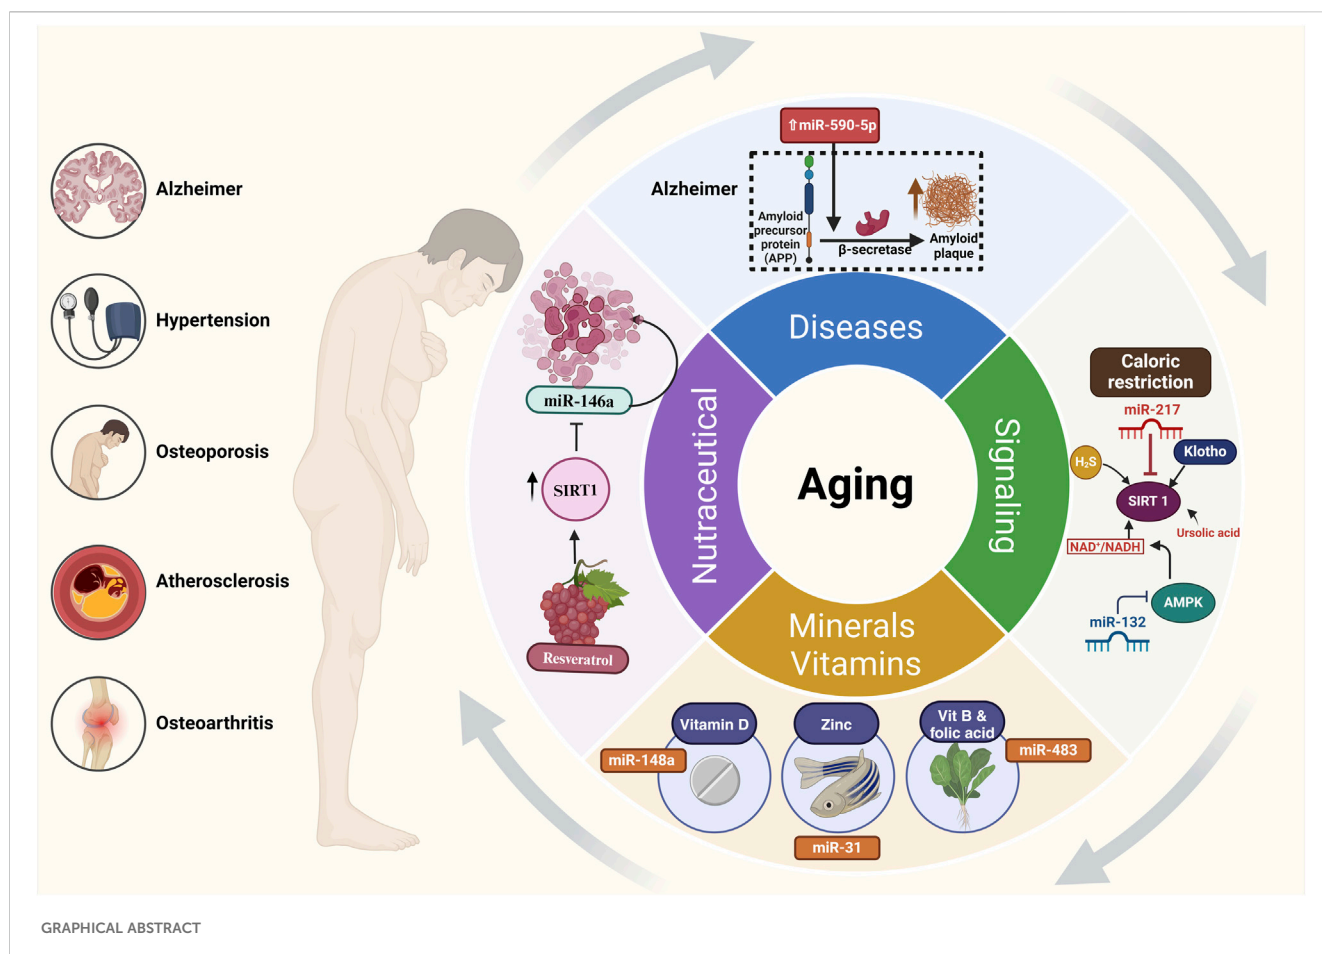 Alzheimer
Hypertension
Osteoporosis
Atherosclerosis
Osteoarthritis
⇧miR-590-5p
Alzheimer
Amyloid
precursor
protein
(APP)
β-secretase
Amyloid
plaque
Diseases
Signaling
Minerals
Vitamins
Nutraceutical
Aging
Caloric
restriction
miR-217
H₂S
Klotho
SIRT 1
Ursolic acid
NAD⁺/NADH
AMPK
miR-132
Vitamin D
miR-148a
Zinc
miR-31
Vit B &
folic acid
miR-483
miR-146a
SIRT1
Resveratrol
GRAPHICAL ABSTRACT